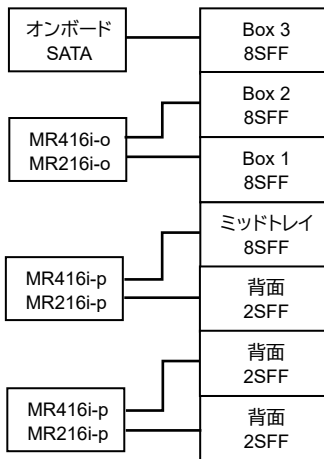 オンボード
SATA
Box 3
8SFF
Box 2
8SFF
MR416i-o
MR216i-o
Box 1
8SFF
ミッドトレイ
8SFF
MR416i-p
MR216i-p
背面
2SFF
背面
2SFF
MR416i-p
MR216i-p
背面
2SFF